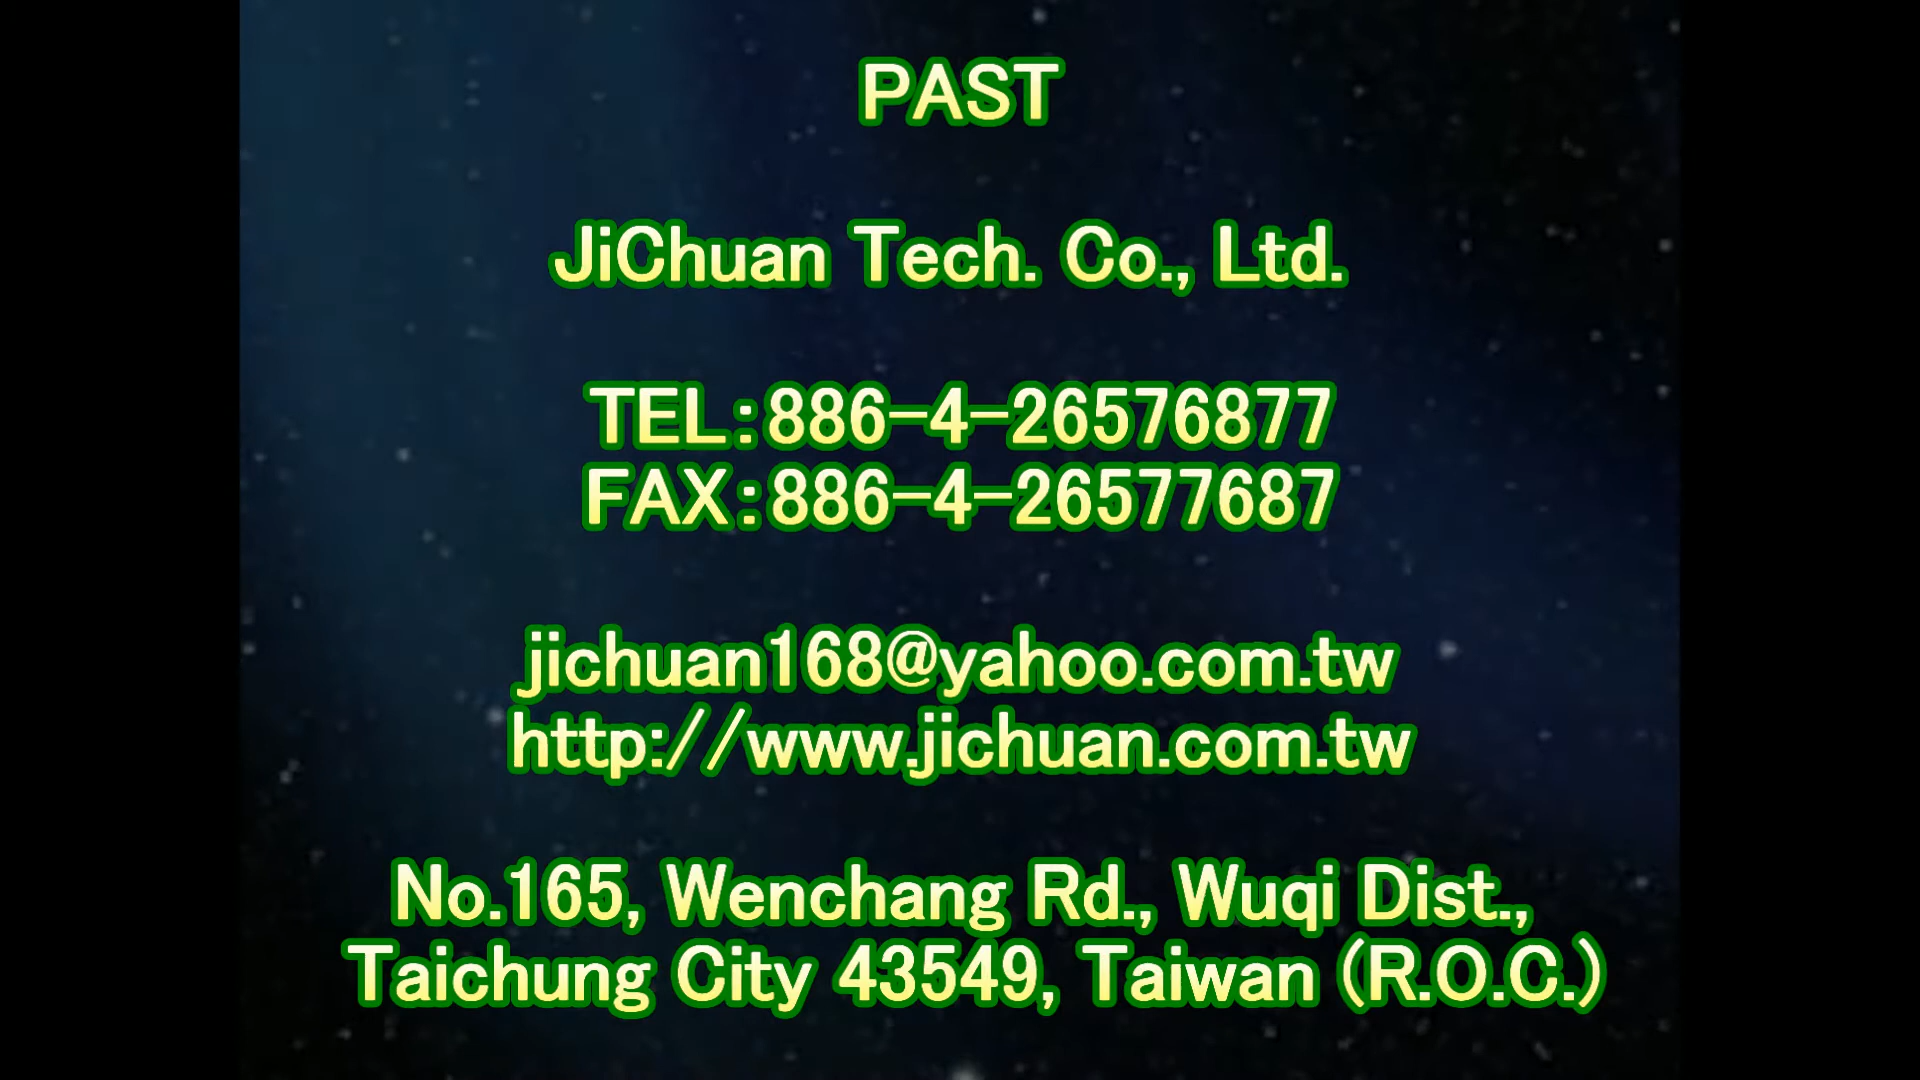 PAST
JiChuan Tech. Co., Ltd.
TEL:886-4-26576877
FAX:886-4-26577687
jichuan168@yahoo.com.tw
http://www.jichuan.com.tw
No.165, Wenchang Rd., Wuqi Dist.,
Taichung City 43549, Taiwan (R.O.C.)